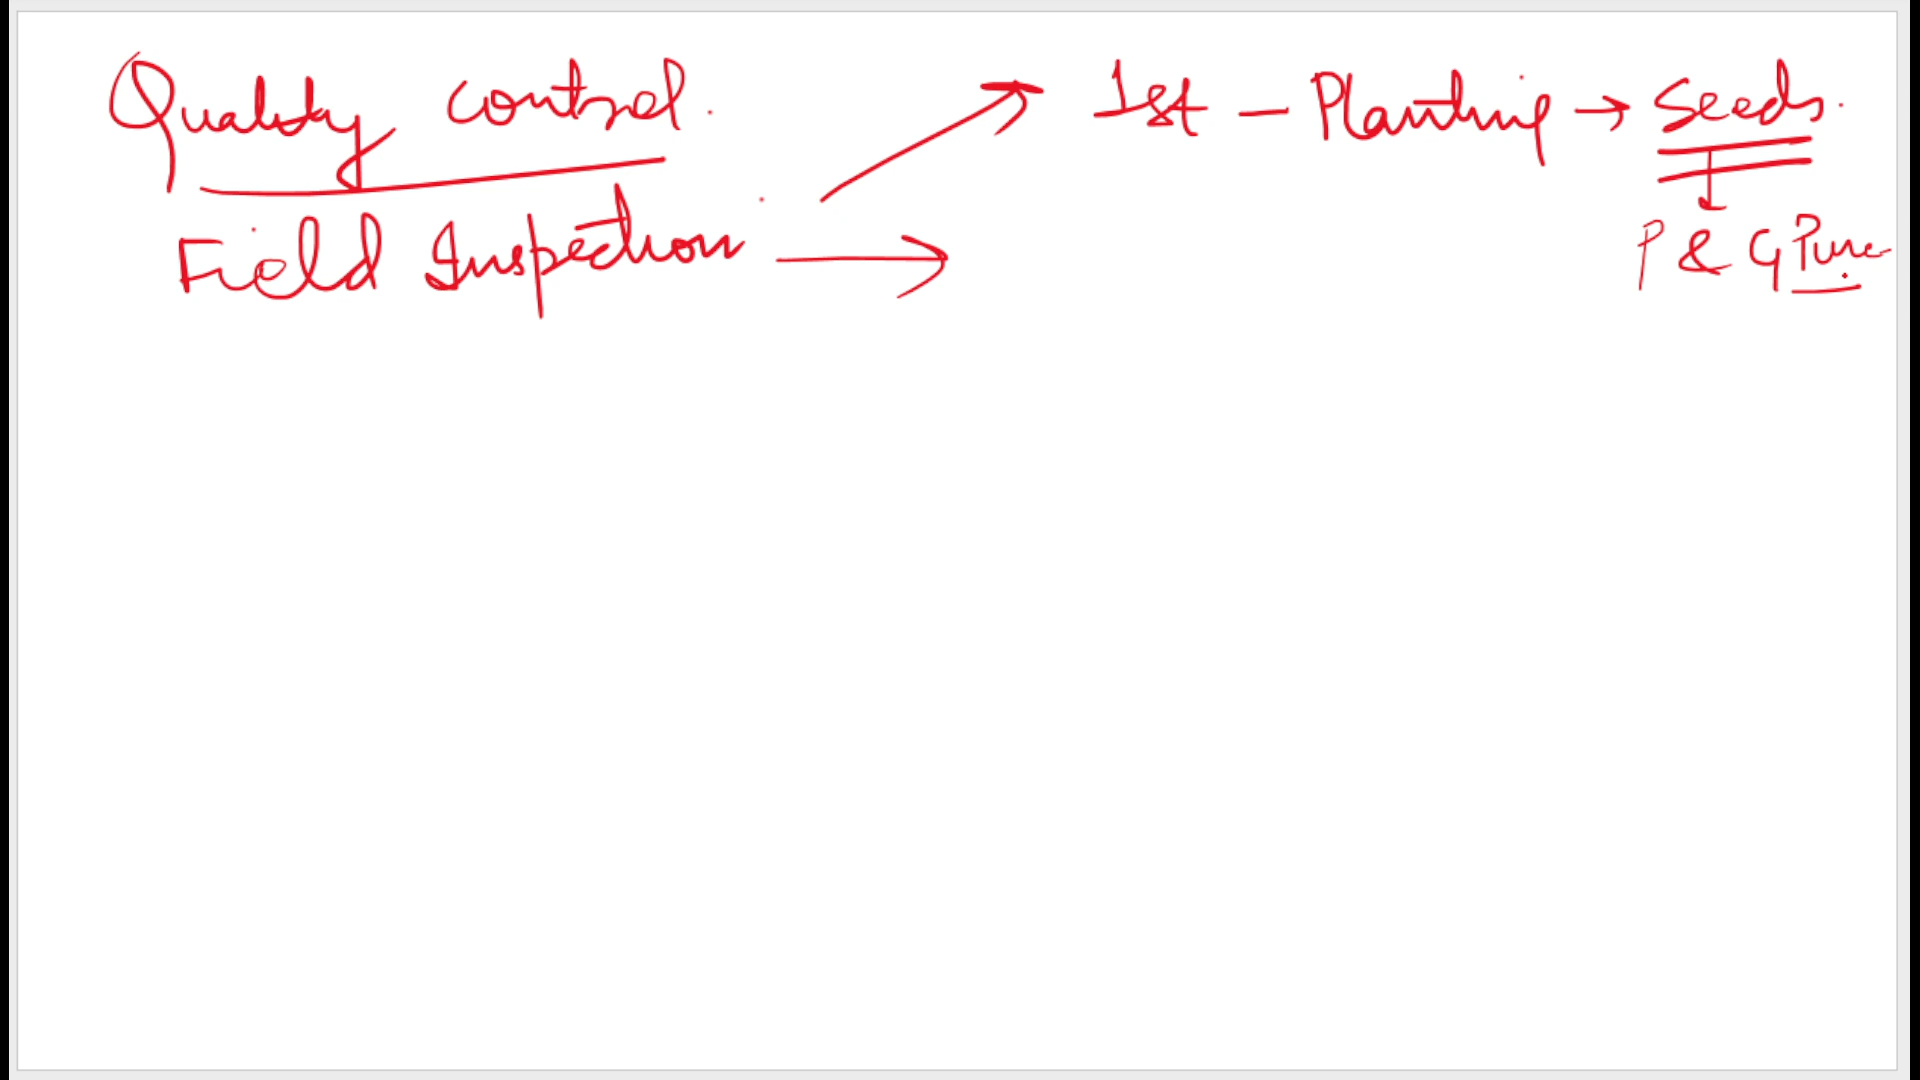 Quality control.
1st - Planting → Seeds.
Field Inspection →
P & G Pure